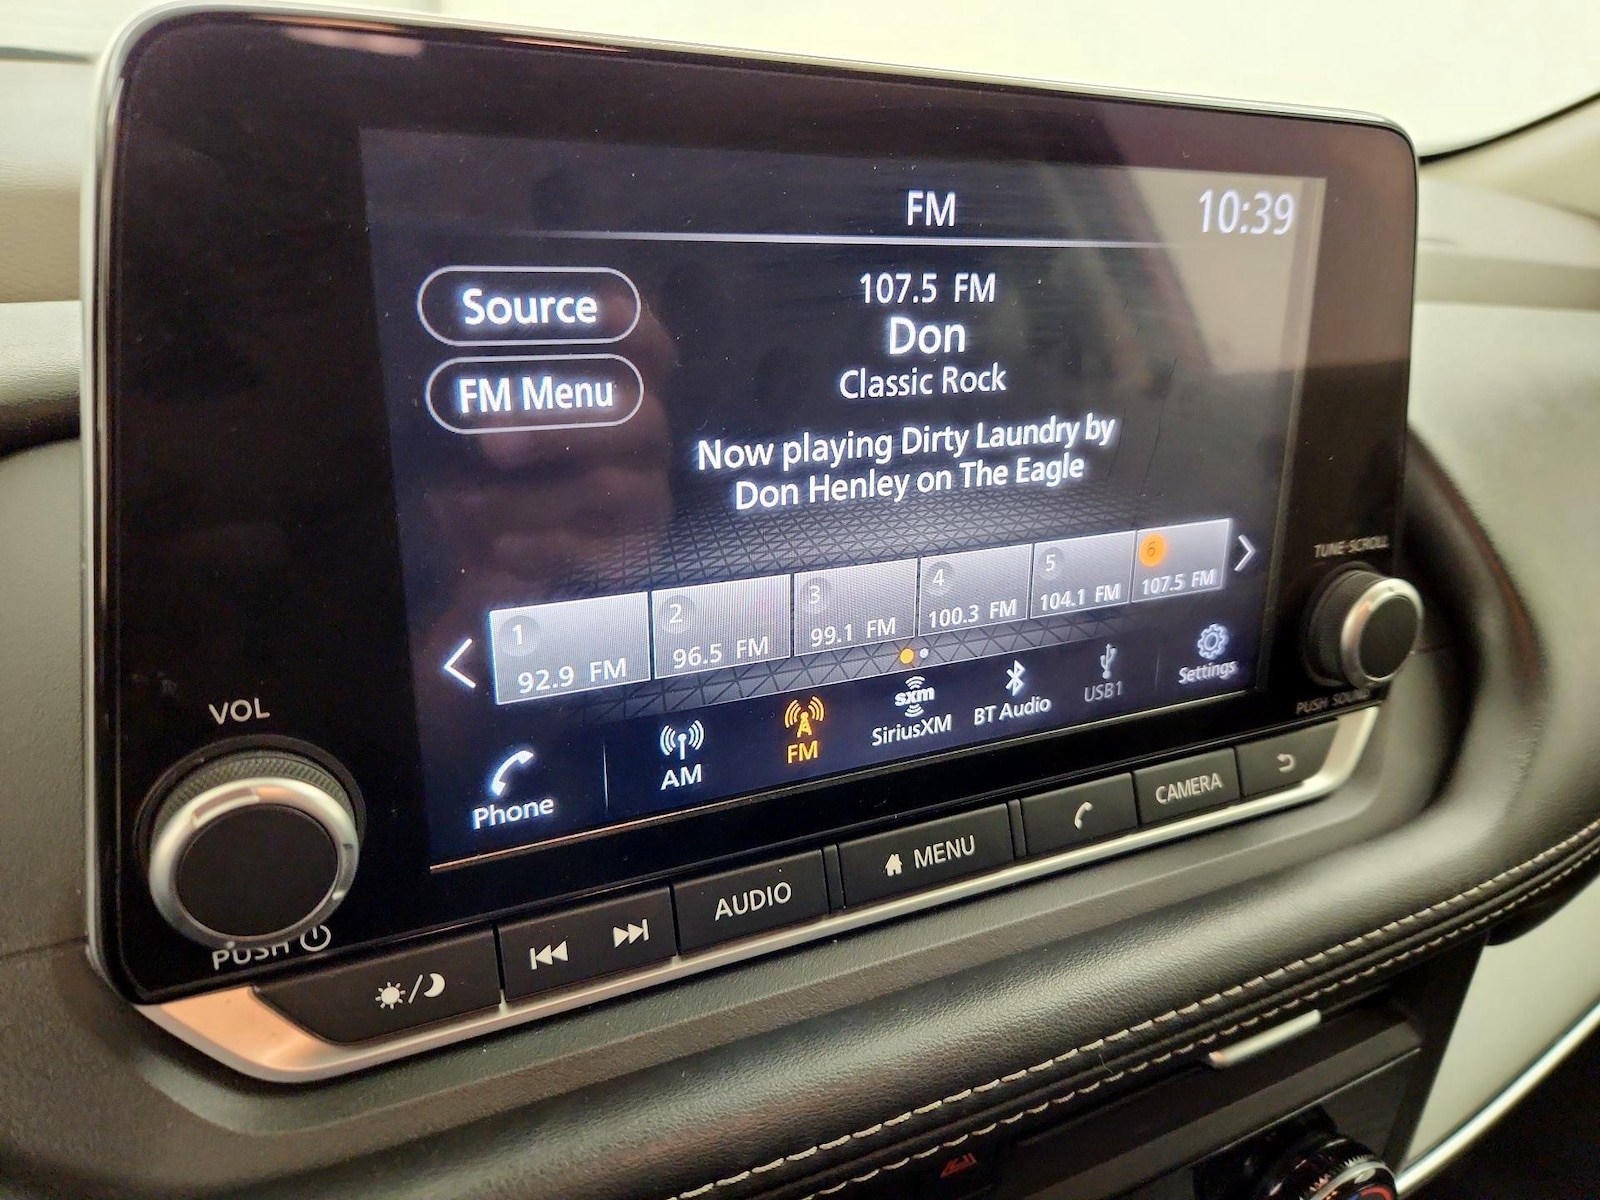 FM
10:39
Source
107.5 FM
Don
FM Menu
Classic Rock
Now playing Dirty Laundry by
Don Henley on The Eagle
1
92.9 FM
2
96.5 FM
3
99.1 FM
4
100.3 FM
5
104.1 FM
6
107.5 FM
Phone
AM
FM
sxm
SiriusXM
BT Audio
USB1
Settings
VOL
PUSH
TUNE·SCROLL
PUSH SOUND
AUDIO
MENU
CAMERA